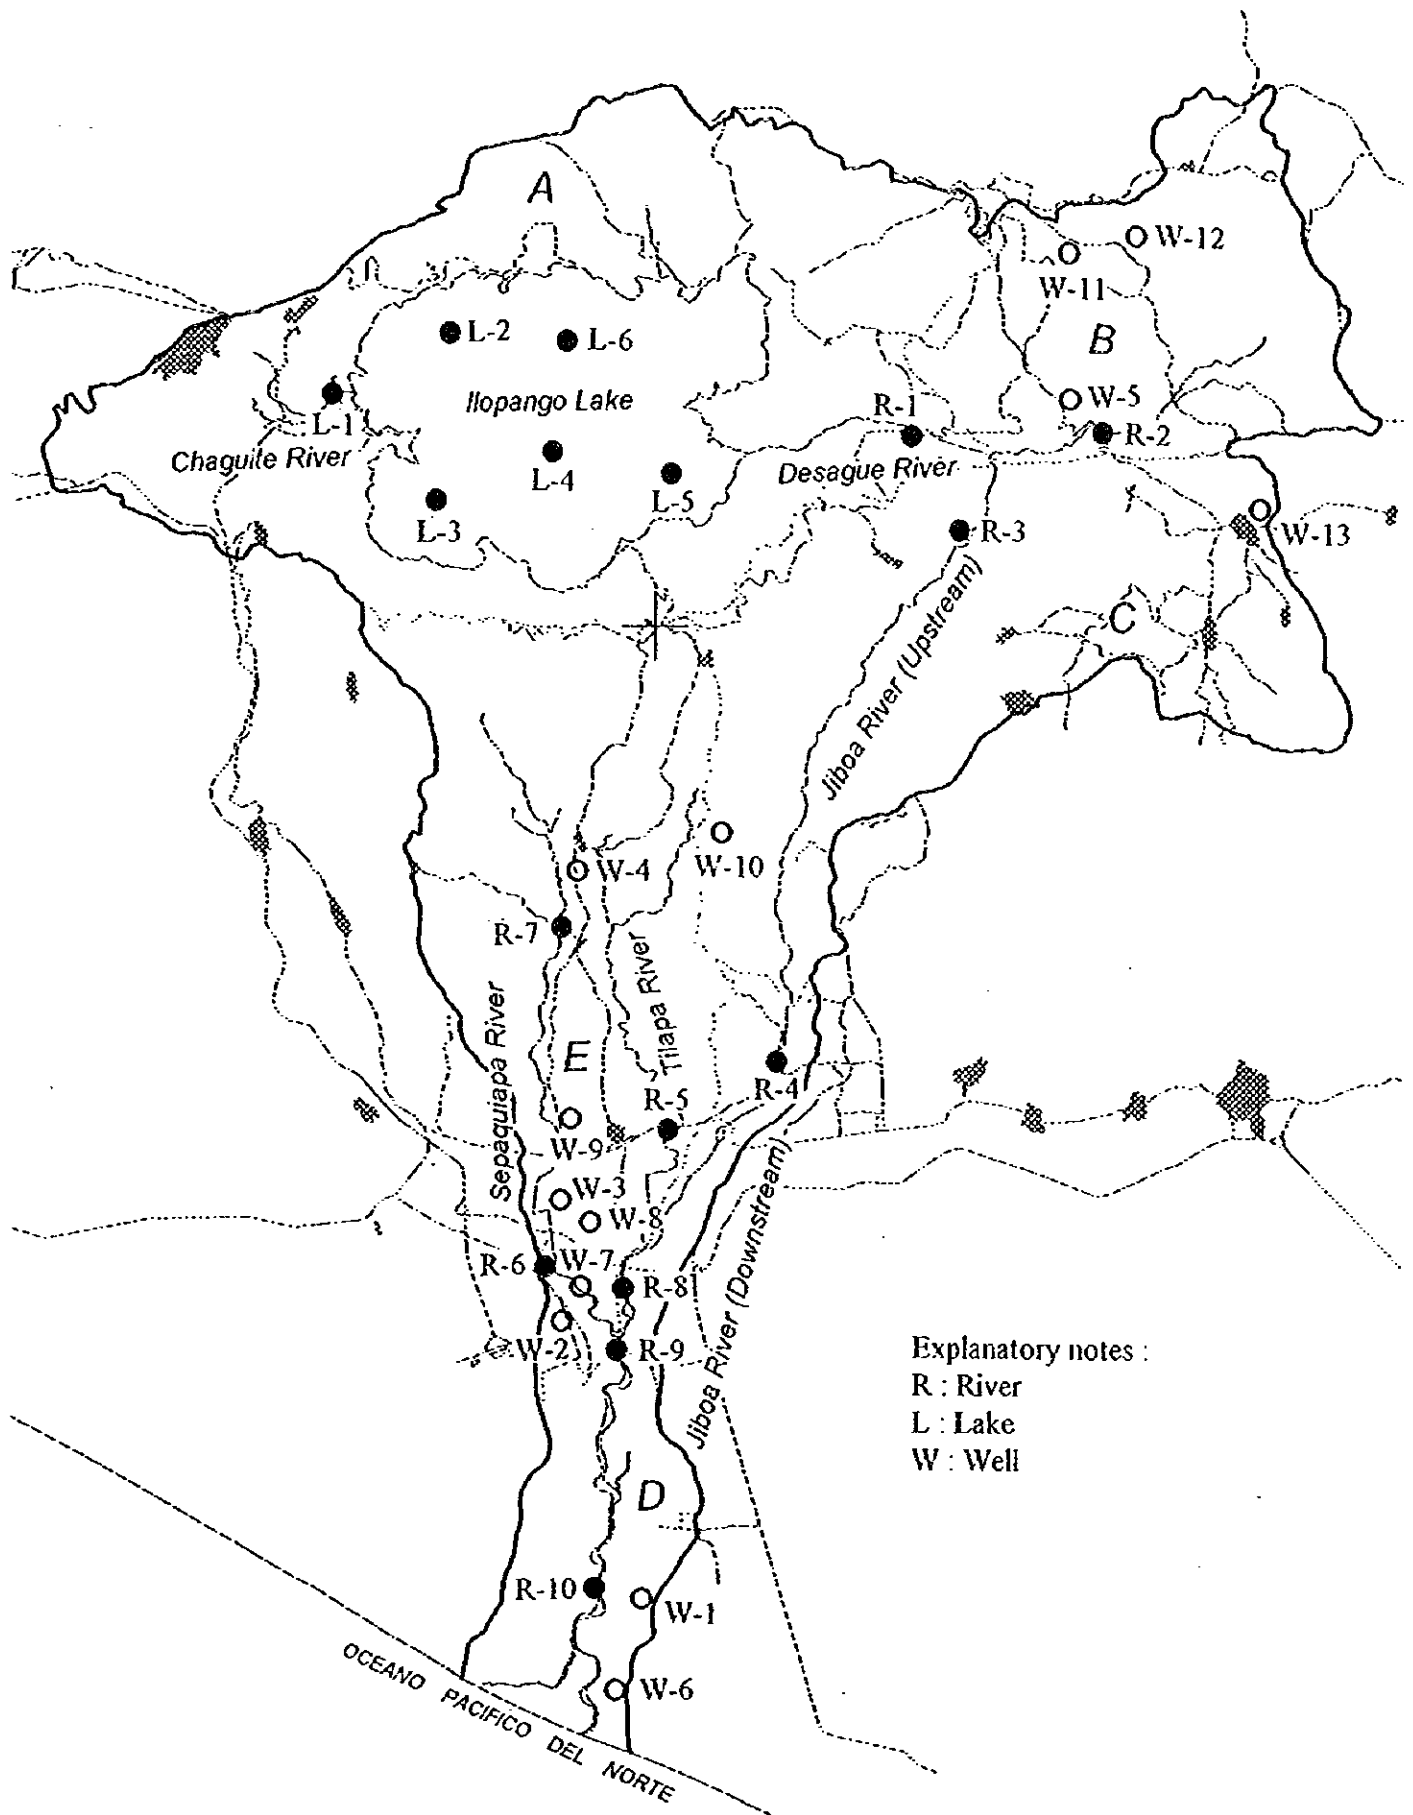 A
W-12
W-11
L-2
L-6
B
Ilopango Lake
W-5
R-1
L-1
R-2
Chaguite River
Desague River
L-4
L-5
L-3
R-3
W-13
C
Jiboa River (Upstream)
W-4
W-10
R-7
Tilapa River
Sepaquiapa River
E
R-4
R-5
W-9
W-3
W-8
R-6
W-7
R-8
Jiboa River (Downstream)
W-2
R-9
Explanatory notes :
R : River
L : Lake
W : Well
D
R-10
W-1
W-6
OCEANO PACIFICO DEL NORTE